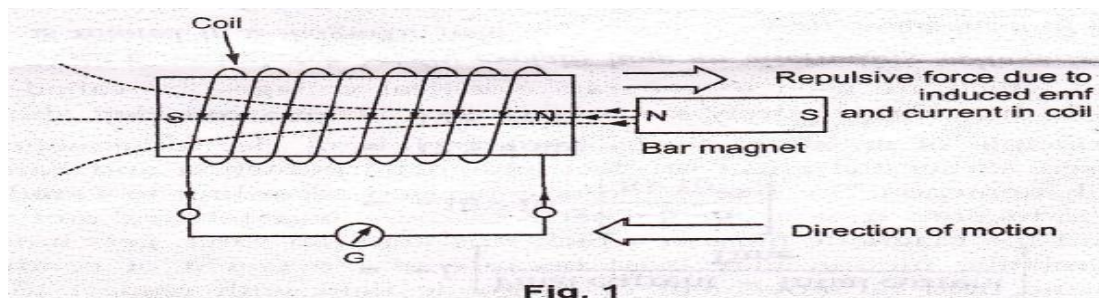 Coil
Repulsive force due to
induced emf
and current in coil
S N N S
Bar magnet
G
Direction of motion
Fig. 1